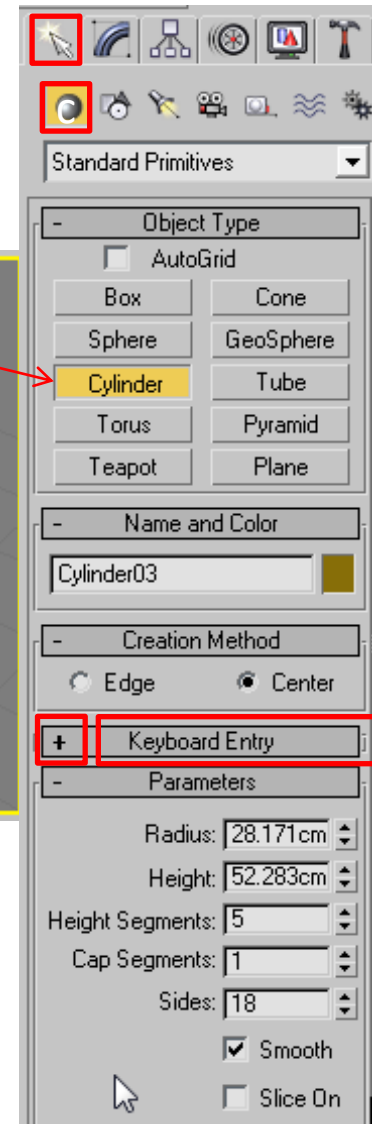 Standard Primitives
- Object Type
AutoGrid
Box Cone
Sphere GeoSphere
Cylinder Tube
Torus Pyramid
Teapot Plane
- Name and Color
Cylinder03
- Creation Method
Edge Center
+ Keyboard Entry
- Parameters
Radius: 28.171cm
Height: 52.283cm
Height Segments: 5
Cap Segments: 1
Sides: 18
Smooth
Slice On